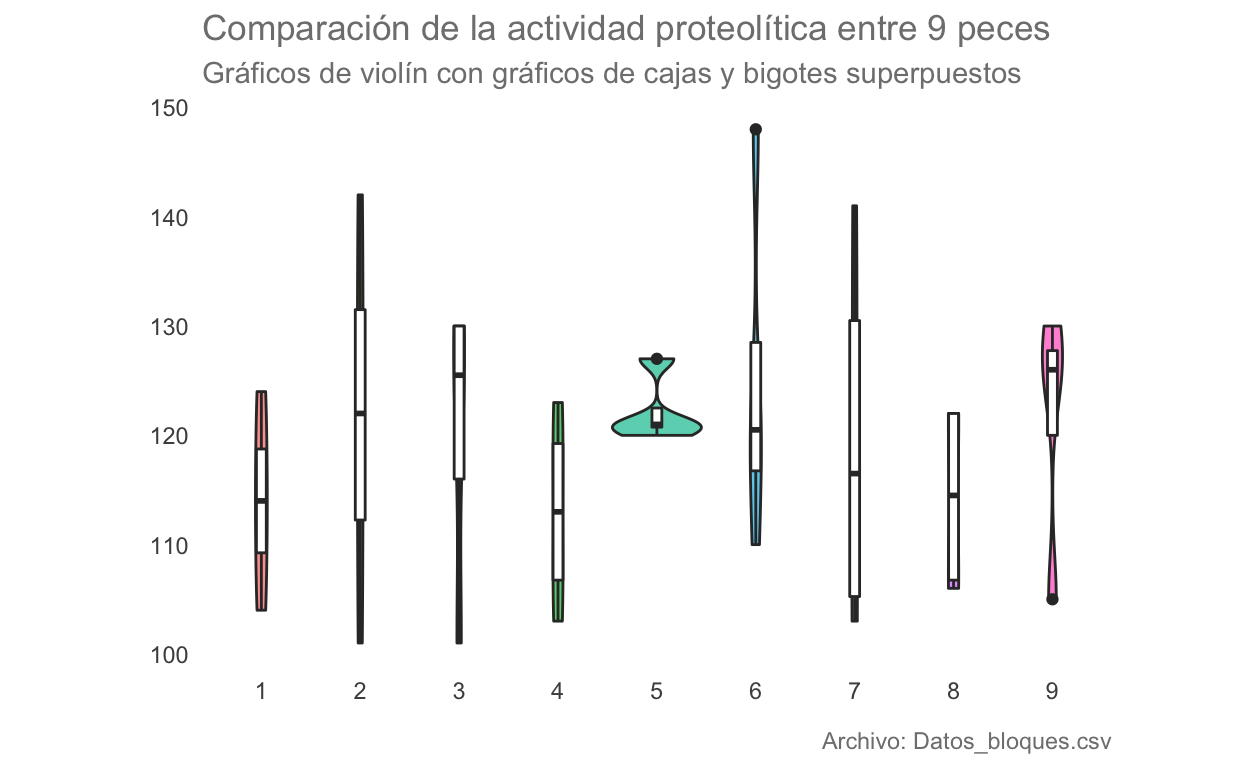 Comparación de la actividad proteolítica entre 9 peces
Gráficos de violín con gráficos de cajas y bigotes superpuestos
150
140
130
120
110
100
1 2 3 4 5 6 7 8 9
Archivo: Datos_bloques.csv